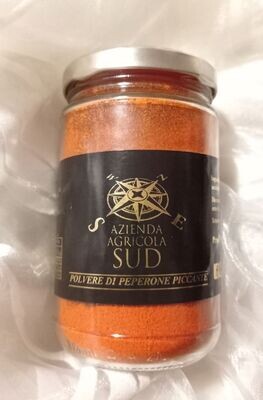 N
S E
AZIENDA
AGRICOLA
SUD
POLVERE DI PEPERONE PICCANTE